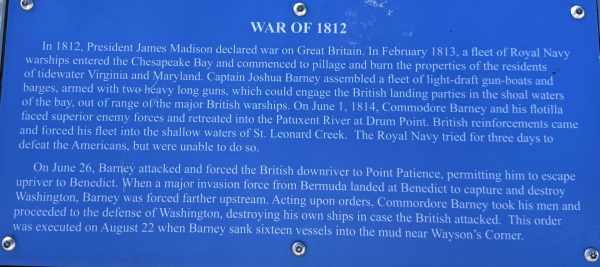 WAR OF 1812
In 1812, President James Madison declared war on Great Britain. In February 1813, a fleet of Royal Navy
warships entered the Chesapeake Bay and commenced to pillage and burn the properties of the residents
of tidewater Virginia and Maryland. Captain Joshua Barney assembled a fleet of light-draft gun-boats and
barges, armed with two heavy long guns, which could engage the British landing parties in the shoal waters
of the bay, out of range of the major British warships. On June 1, 1814, Commodore Barney and his flotilla
faced superior enemy forces and retreated into the Patuxent River at Drum Point. British reinforcements came
and forced his fleet into the shallow waters of St. Leonard Creek. The Royal Navy tried for three days to
defeat the Americans, but were unable to do so.
On June 26, Barney attacked and forced the British downriver to Point Patience, permitting him to escape
upriver to Benedict. When a major invasion force from Bermuda landed at Benedict to capture and destroy
Washington, Barney was forced farther upstream. Acting upon orders, Commordore Barney took his men and
proceeded to the defense of Washington, destroying his own ships in case the British attacked. This order
was executed on August 22 when Barney sank sixteen vessels into the mud near Wayson's Corner.